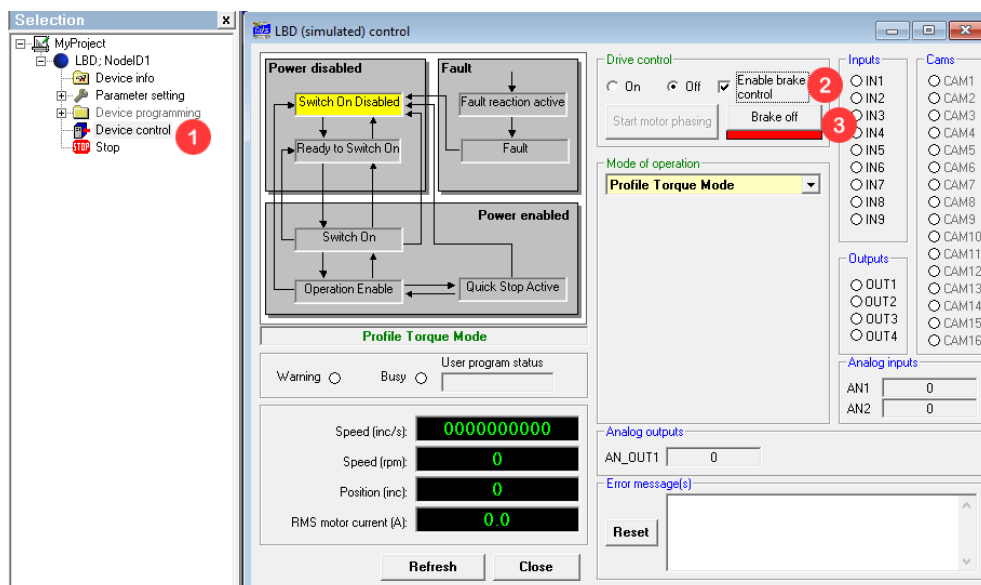 Selection
x
MyProject
LBD; NodeID1
Device info
Parameter setting
Device programming
Device control
1
STOP Stop
LBD (simulated) control
Power disabled
Switch On Disabled
Ready to Switch On
Fault
Fault reaction active
Fault
Power enabled
Switch On
Operation Enable
Quick Stop Active
Profile Torque Mode
Warning
Busy
User program status
Speed (inc/s):
0000000000
Speed (rpm):
0
Position (inc):
0
RMS motor current (A):
0.0
Refresh
Close
Drive control
On
Off
Enable brake
control
2
Start motor phasing
Brake off
3
Mode of operation
Profile Torque Mode
Inputs
IN1
IN2
IN3
IN4
IN5
IN6
IN7
IN8
IN9
Outputs
OUT1
OUT2
OUT3
OUT4
Cams
CAM1
CAM2
CAM3
CAM4
CAM5
CAM6
CAM7
CAM8
CAM9
CAM10
CAM11
CAM12
CAM13
CAM14
CAM15
CAM16
Analog inputs
AN1
0
AN2
0
Analog outputs
AN_OUT1
0
Error message(s)
Reset